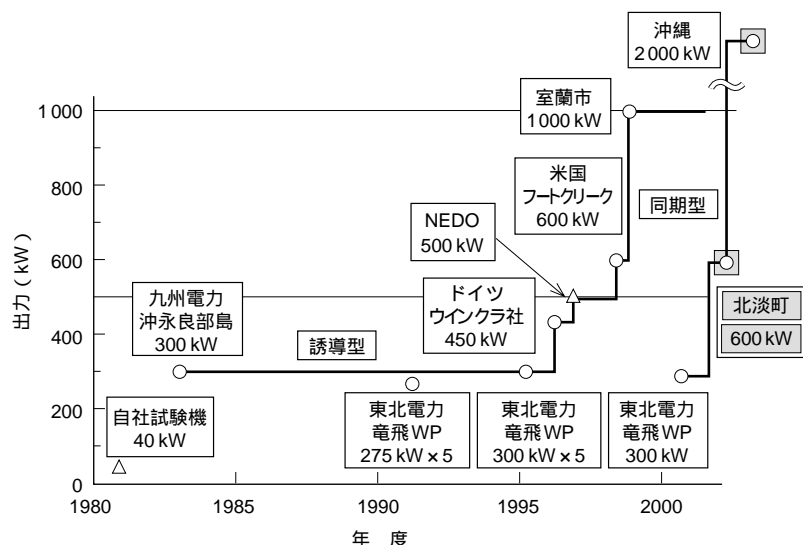 沖縄
2 000 kW
室蘭市
1 000 kW
米国
フートクリーク
600 kW
同期型
NEDO
500 kW
ドイツ
ウインクラ社
450 kW
九州電力
沖永良部島
300 kW
誘導型
北淡町
600 kW
自社試験機
40 kW
東北電力
竜飛WP
275 kW × 5
東北電力
竜飛WP
300 kW × 5
東北電力
竜飛WP
300 kW
出力（kW）
1 000
800
600
400
200
0
1980
1985
1990
1995
2000
年 度